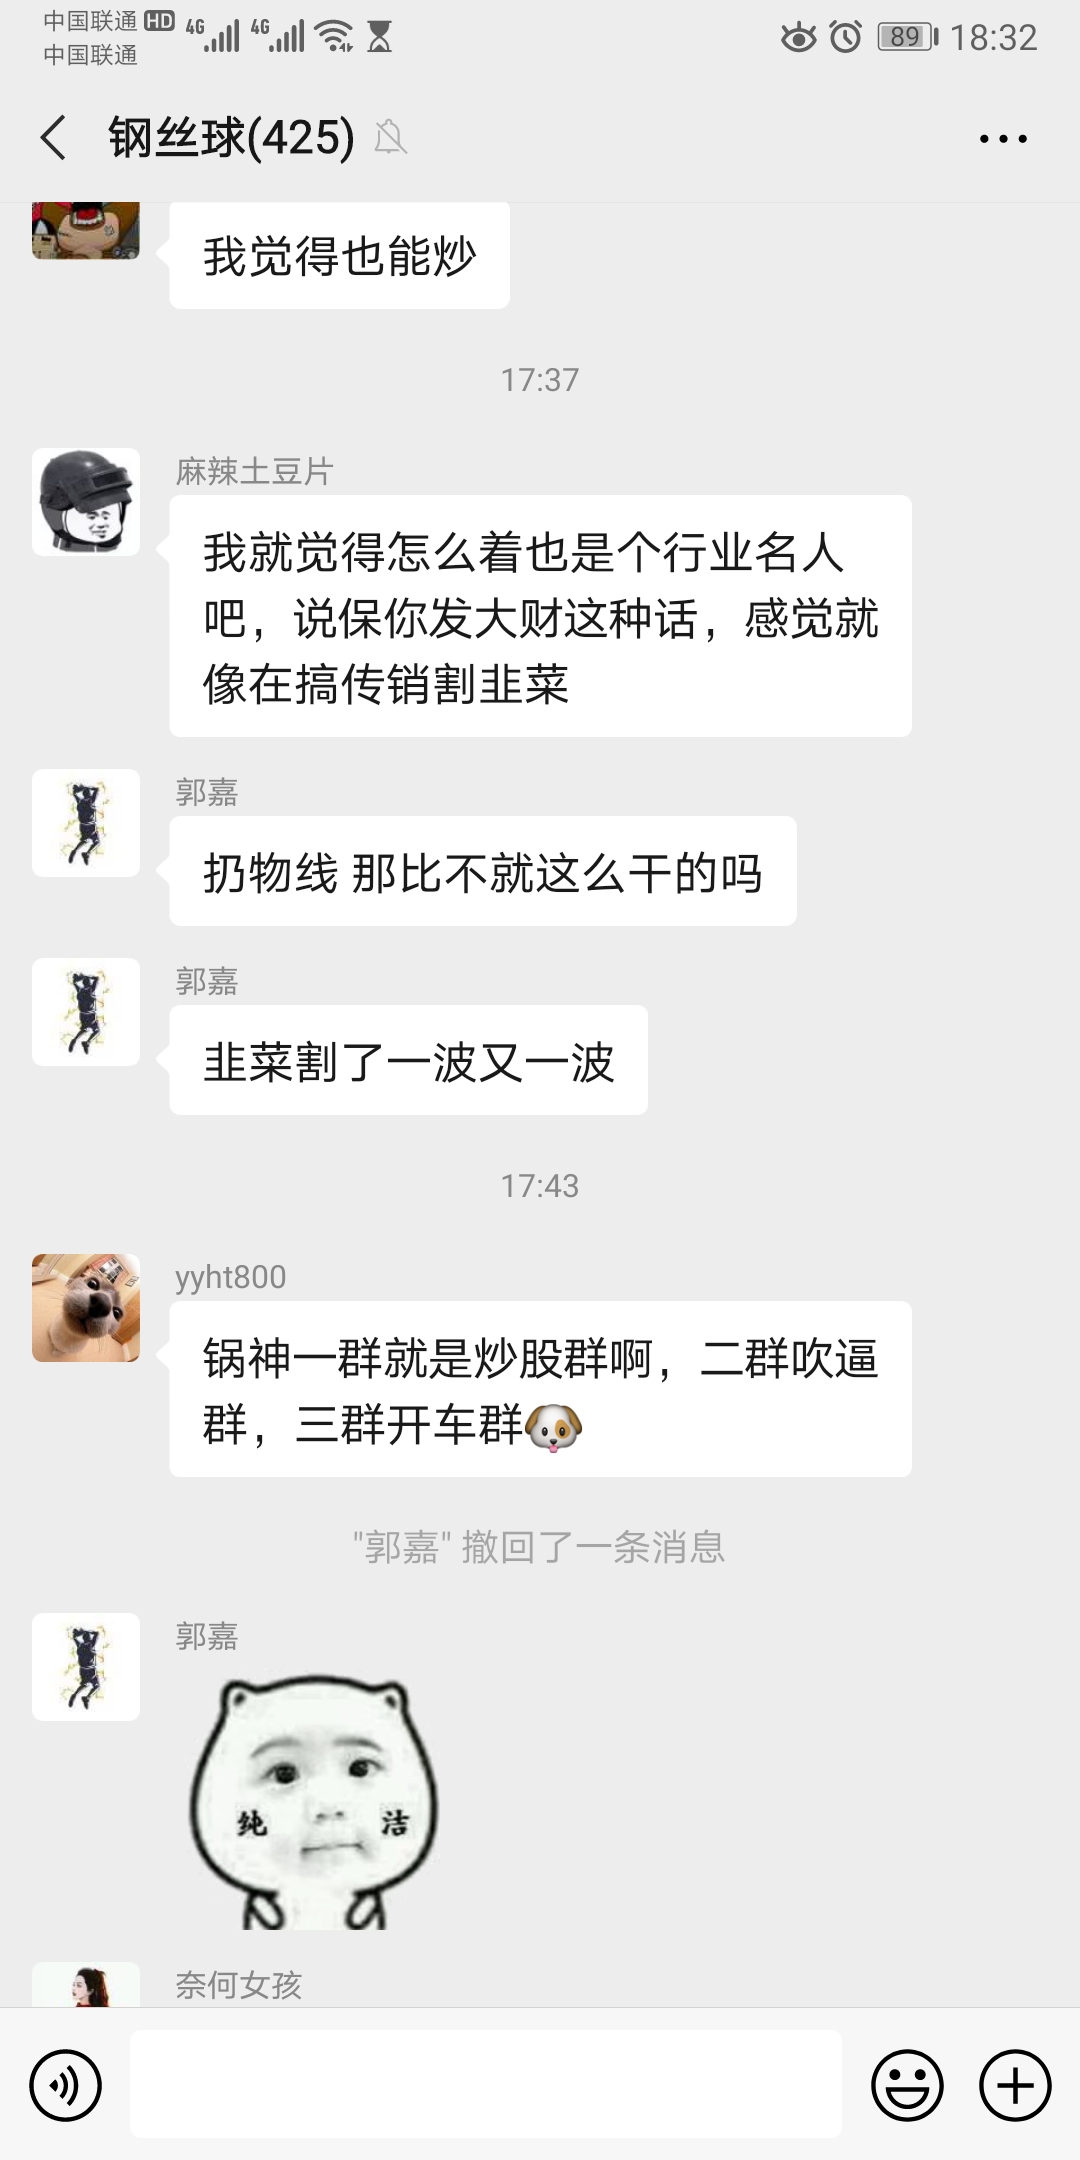 中国联通 HD 4G 4G 89 18:32
中国联通
钢丝球(425)
我觉得也能炒
17:37
麻辣土豆片
我就觉得怎么着也是个行业名人
吧，说保你发大财这种话，感觉就
像在搞传销割韭菜
郭嘉
扔物线 那比不就这么干的吗
郭嘉
韭菜割了一波又一波
17:43
yyht800
锅神一群就是炒股群啊，二群吹逼
群，三群开车群🐶
"郭嘉" 撤回了一条消息
郭嘉
纯 洁
奈何女孩